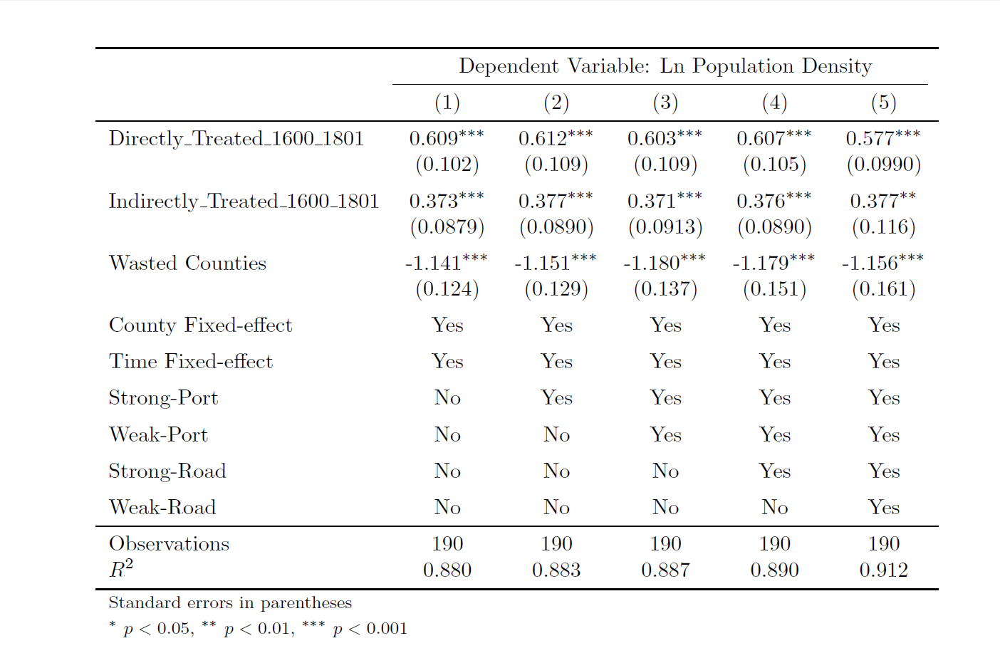 Dependent Variable: Ln Population Density
(1) (2) (3) (4) (5)
Directly_Treated_1600_1801 0.609*** 0.612*** 0.603*** 0.607*** 0.577***
(0.102) (0.109) (0.109) (0.105) (0.0990)
Indirectly_Treated_1600_1801 0.373*** 0.377*** 0.371*** 0.376*** 0.377**
(0.0879) (0.0890) (0.0913) (0.0890) (0.116)
Wasted Counties -1.141*** -1.151*** -1.180*** -1.179*** -1.156***
(0.124) (0.129) (0.137) (0.151) (0.161)
County Fixed-effect Yes Yes Yes Yes Yes
Time Fixed-effect Yes Yes Yes Yes Yes
Strong-Port No Yes Yes Yes Yes
Weak-Port No No Yes Yes Yes
Strong-Road No No No Yes Yes
Weak-Road No No No No Yes
Observations 190 190 190 190 190
R² 0.880 0.883 0.887 0.890 0.912
Standard errors in parentheses
* p < 0.05, ** p < 0.01, *** p < 0.001